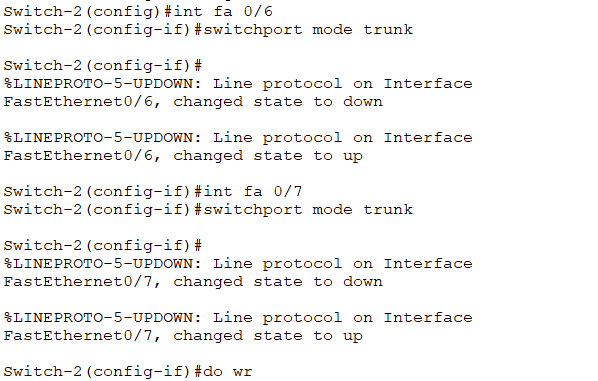 Switch-2(config)#int fa 0/6
Switch-2(config-if)#switchport mode trunk
Switch-2(config-if)#
%LINEPROTO-5-UPDOWN: Line protocol on Interface
FastEthernet0/6, changed state to down
%LINEPROTO-5-UPDOWN: Line protocol on Interface
FastEthernet0/6, changed state to up
Switch-2(config-if)#int fa 0/7
Switch-2(config-if)#switchport mode trunk
Switch-2(config-if)#
%LINEPROTO-5-UPDOWN: Line protocol on Interface
FastEthernet0/7, changed state to down
%LINEPROTO-5-UPDOWN: Line protocol on Interface
FastEthernet0/7, changed state to up
Switch-2(config-if)#do wr